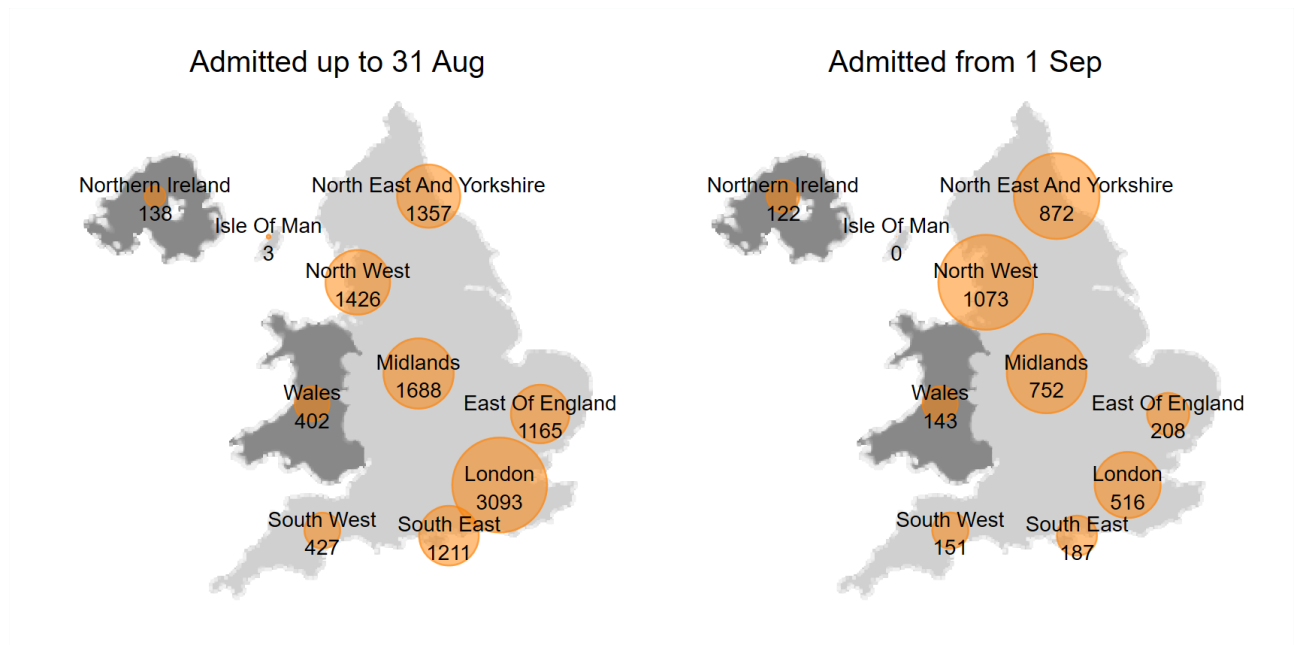 Admitted up to 31 Aug
Northern Ireland
138
Isle Of Man
3
North East And Yorkshire
1357
North West
1426
Midlands
1688
Wales
402
East Of England
1165
London
3093
South West
427
South East
1211
Admitted from 1 Sep
Northern Ireland
122
Isle Of Man
0
North East And Yorkshire
872
North West
1073
Midlands
752
Wales
143
East Of England
208
London
516
South West
151
South East
187